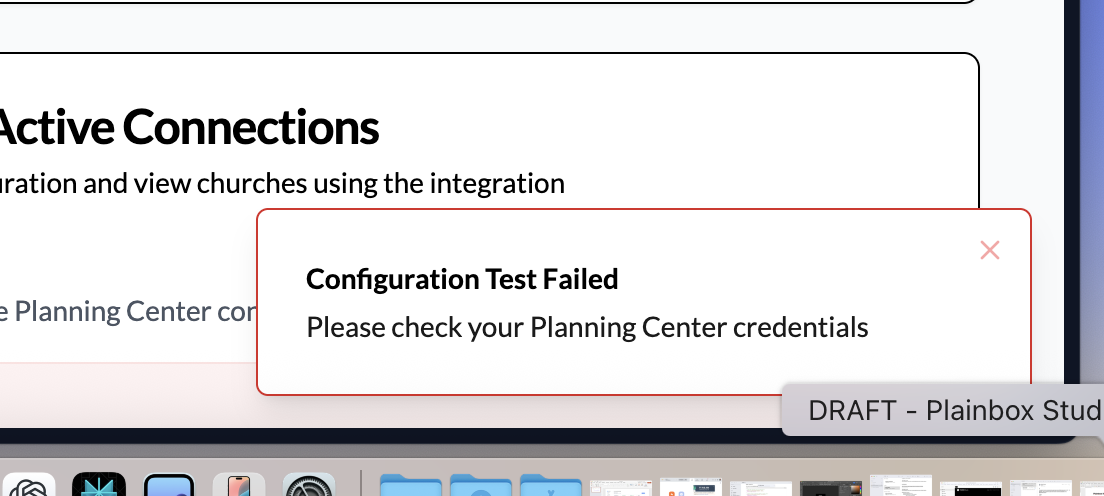 Active Connections
uration and view churches using the integration
Configuration Test Failed
e Planning Center cor
Please check your Planning Center credentials
DRAFT - Plainbox Stud